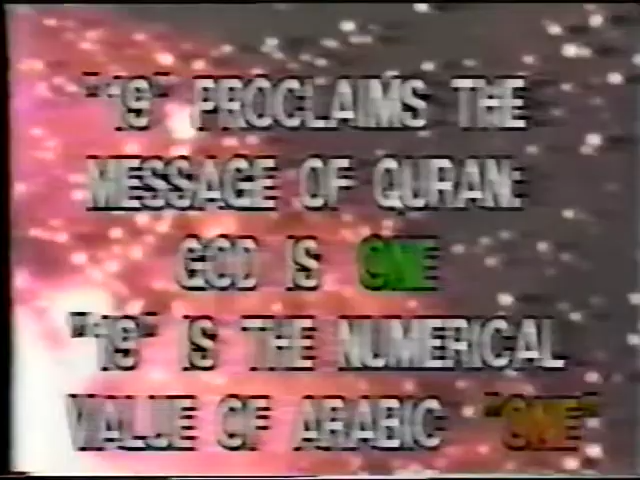 "19" PROCLAIMS THE
MESSAGE OF QURAN:
GOD IS ONE
"19" IS THE NUMERICAL
VALUE OF ARABIC "ONE"